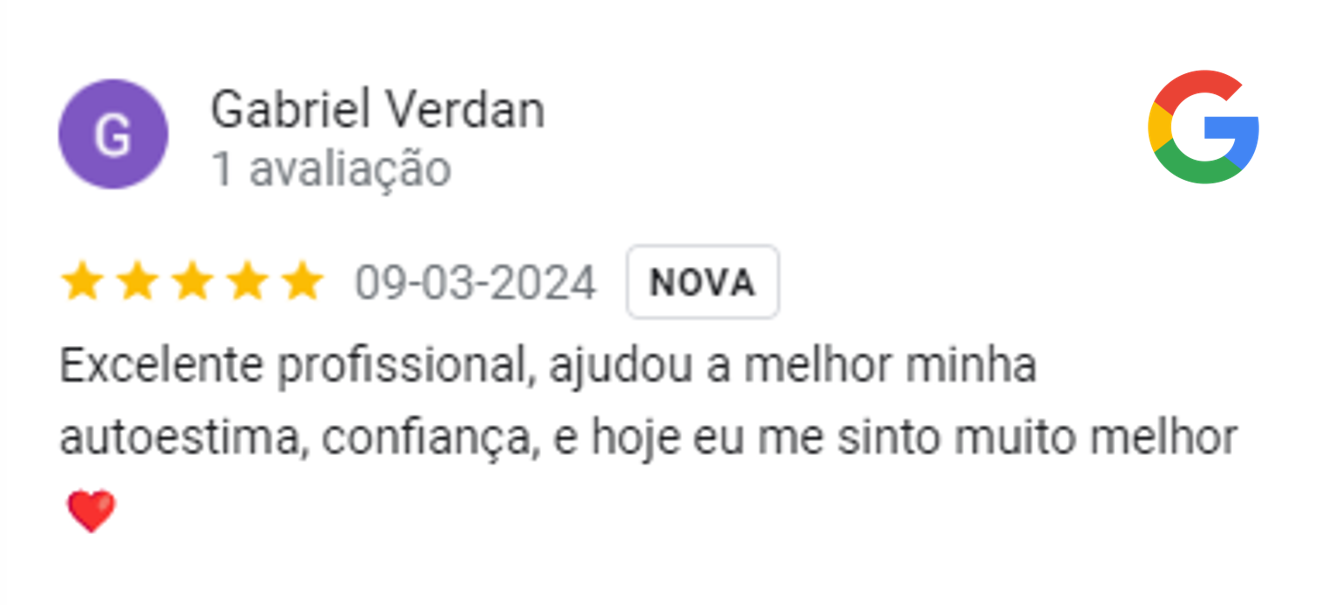 G
Gabriel Verdan
1 avaliação
G
09-03-2024 NOVA
Excelente profissional, ajudou a melhor minha
autoestima, confiança, e hoje eu me sinto muito melhor
❤️